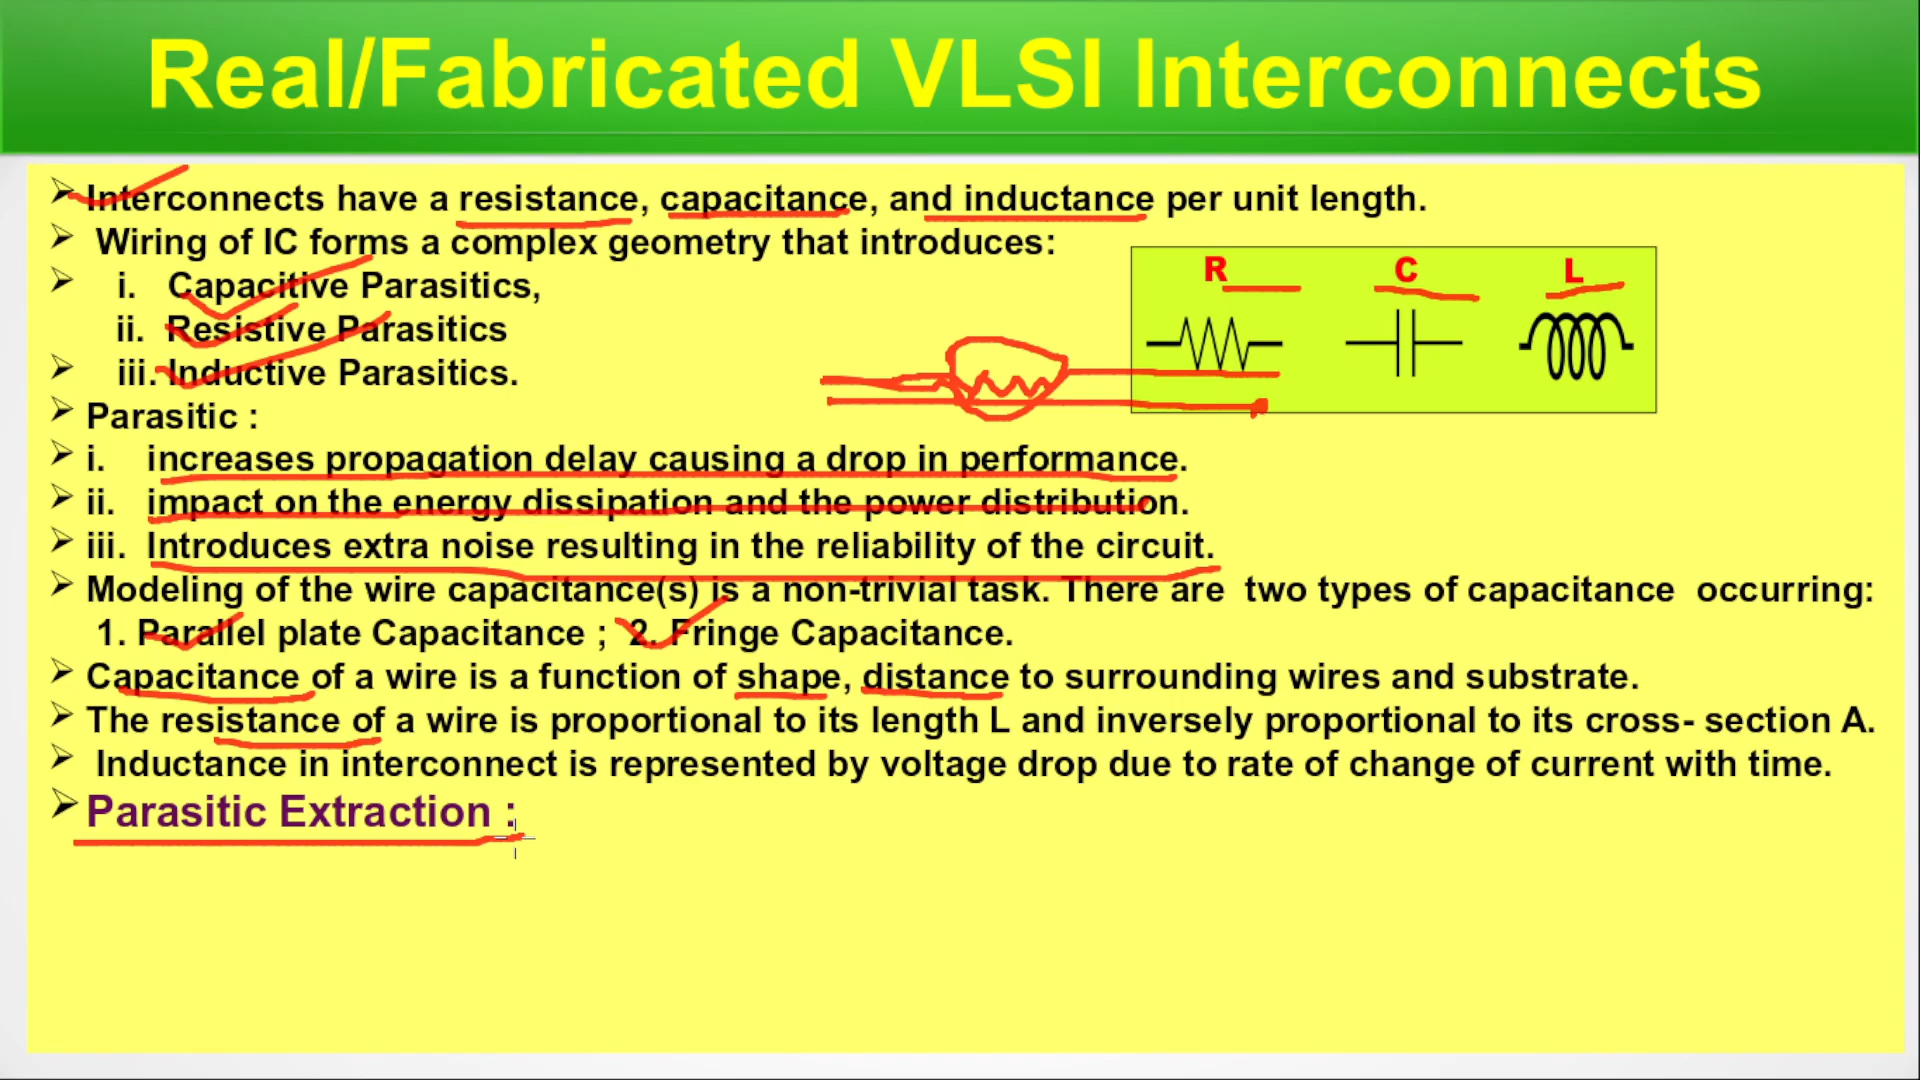 Real/Fabricated VLSI Interconnects
Interconnects have a resistance, capacitance, and inductance per unit length.
Wiring of IC forms a complex geometry that introduces:
i. Capacitive Parasitics,
R C L
ii. Resistive Parasitics
iii. Inductive Parasitics.
Parasitic :
i. increases propagation delay causing a drop in performance.
ii. impact on the energy dissipation and the power distribution.
iii. Introduces extra noise resulting in the reliability of the circuit.
Modeling of the wire capacitance(s) is a non-trivial task. There are two types of capacitance occurring:
1. Parallel plate Capacitance ; 2. Fringe Capacitance.
Capacitance of a wire is a function of shape, distance to surrounding wires and substrate.
The resistance of a wire is proportional to its length L and inversely proportional to its cross- section A.
Inductance in interconnect is represented by voltage drop due to rate of change of current with time.
Parasitic Extraction :